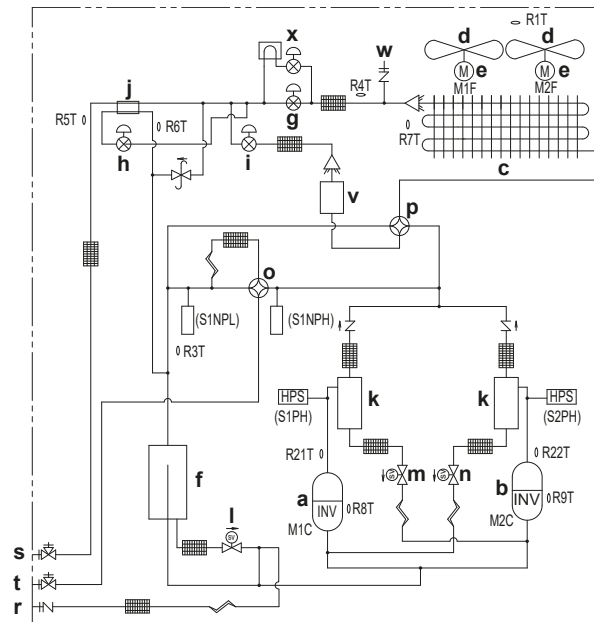 R1T
d
d
x
w
M
e
M
e
M1F
M2F
R4T
j
R5T
R6T
g
R7T
h
i
c
v
p
o
(S1NPL)
(S1NPH)
R3T
HPS
k
k
HPS
(S1PH)
(S2PH)
R21T
R22T
f
m
n
a
b
INV
R8T
INV
R9T
l
M1C
M2C
SV
s
t
r